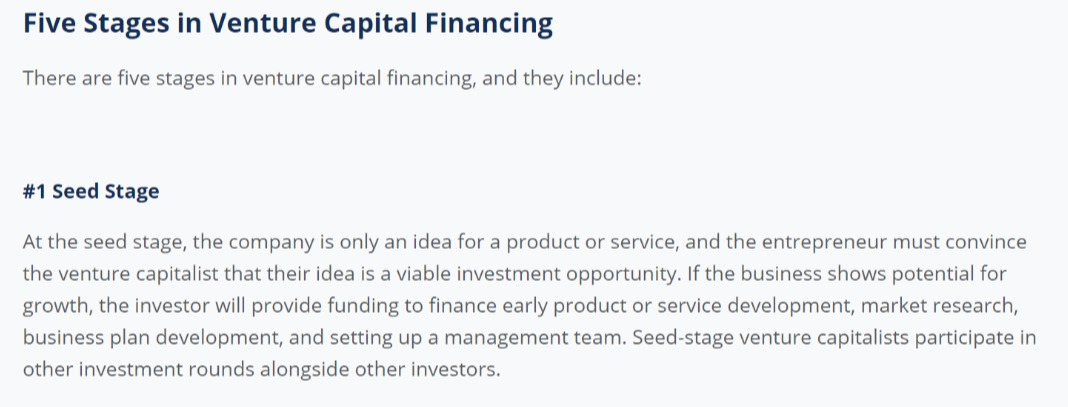 Five Stages in Venture Capital Financing
There are five stages in venture capital financing, and they include:
#1 Seed Stage
At the seed stage, the company is only an idea for a product or service, and the entrepreneur must convince
the venture capitalist that their idea is a viable investment opportunity. If the business shows potential for
growth, the investor will provide funding to finance early product or service development, market research,
business plan development, and setting up a management team. Seed-stage venture capitalists participate in
other investment rounds alongside other investors.